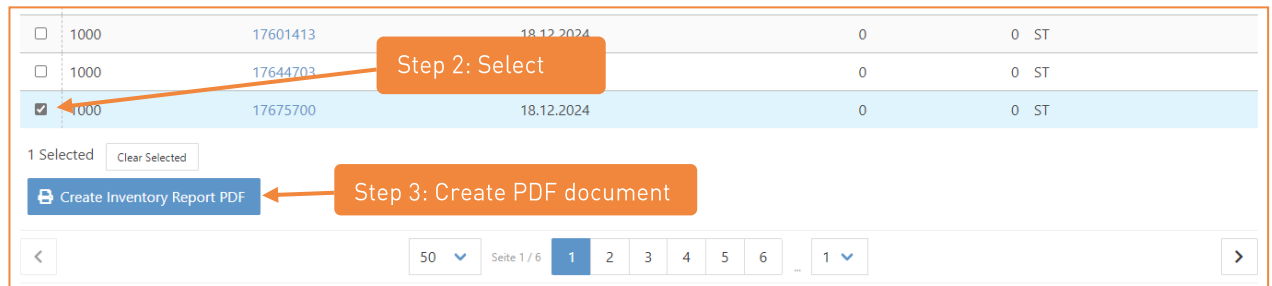 1000 17601413 18.12.2024 0 0 ST
Step 2: Select
1000 17644703 0 0 ST
1000 17675700 18.12.2024 0 0 ST
1 Selected Clear Selected
Create Inventory Report PDF
Step 3: Create PDF document
50 Seite 1 / 6 1 2 3 4 5 6 ... 1